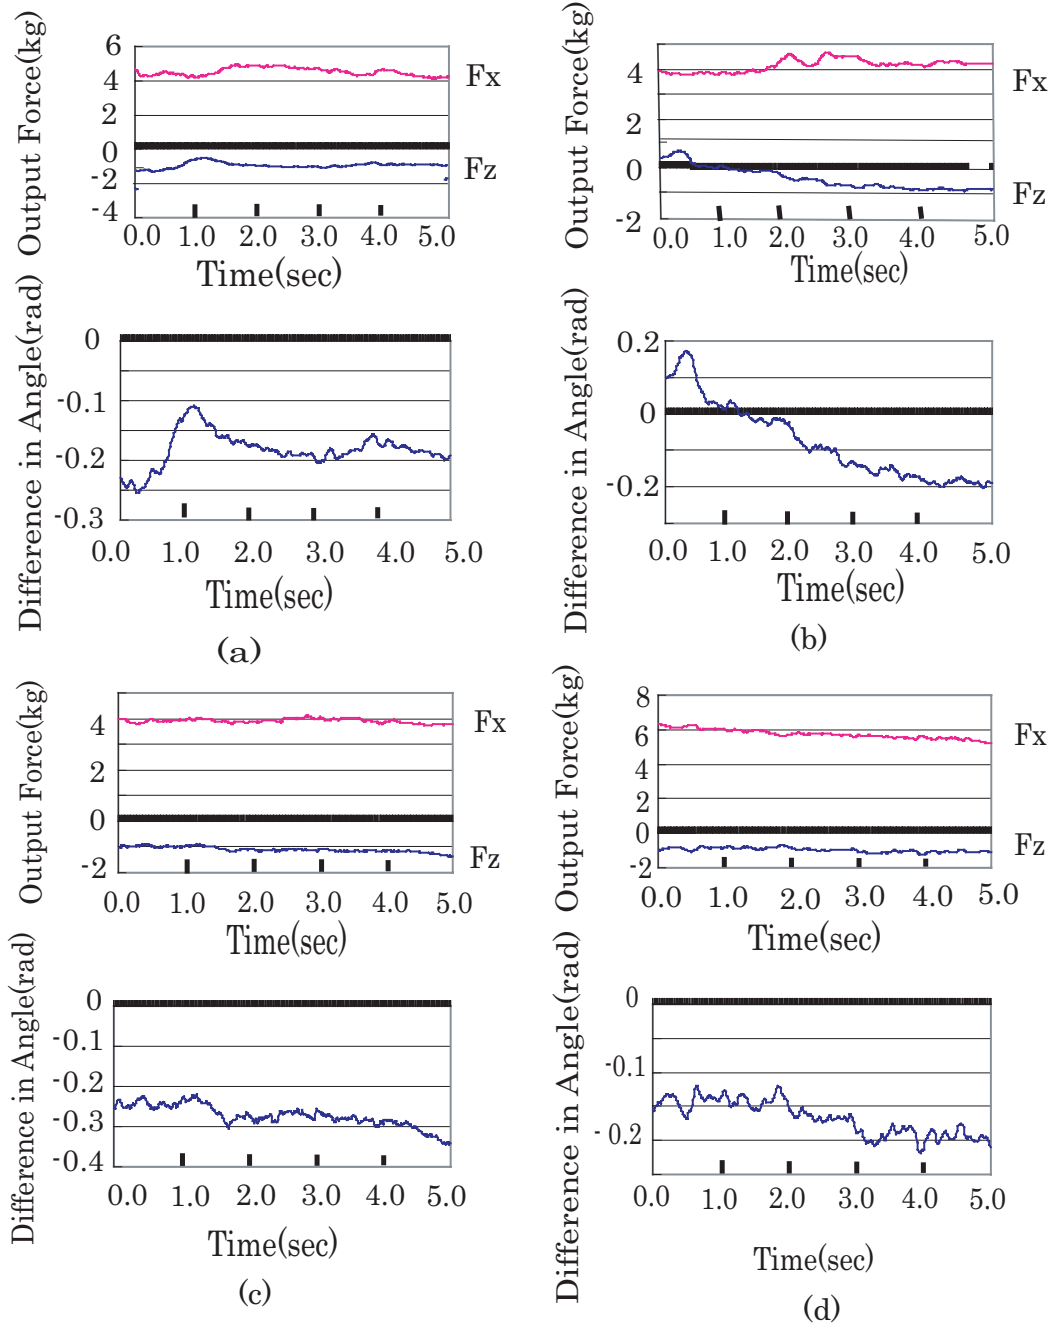 Output Force(kg)
6
4
2
0
-2
-4
Fx
Fz
0.0 1.0 2.0 3.0 4.0 5.0
Time(sec)
Difference in Angle(rad)
0
-0.1
-0.2
-0.3
1.0 2.0 3.0 4.0 5.0
Time(sec)
(a)
Output Force(kg)
4
2
0
-2
Fx
Fz
0.0 1.0 2.0 3.0 4.0 5.0
Time(sec)
Difference in Angle(rad)
0.2
0
-0.2
0.0 1.0 2.0 3.0 4.0 5.0
Time(sec)
(b)
Output Force(kg)
4
2
0
-2
Fx
Fz
0.0 1.0 2.0 3.0 4.0 5.0
Time(sec)
Difference in Angle(rad)
0
-0.1
-0.2
-0.3
-0.4
0.0 1.0 2.0 3.0 4.0 5.0
Time(sec)
(c)
Output Force(kg)
8
6
4
2
0
-2
Fx
Fz
0.0 1.0 2.0 3.0 4.0 5.0
Time(sec)
Difference in Angle(rad)
0
-0.1
-0.2
0.0 1.0 2.0 3.0 4.0 5.0
Time(sec)
(d)